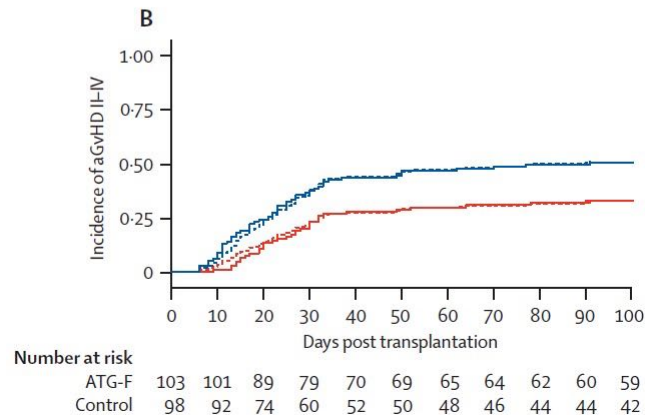 B
Incidence of aGvHD II–IV
1·00
0·75
0·50
0·25
0
0 10 20 30 40 50 60 70 80 90 100
Days post transplantation
Number at risk
ATG-F 103 101 89 79 70 69 65 64 62 60 59
Control 98 92 74 60 52 50 48 46 44 44 42